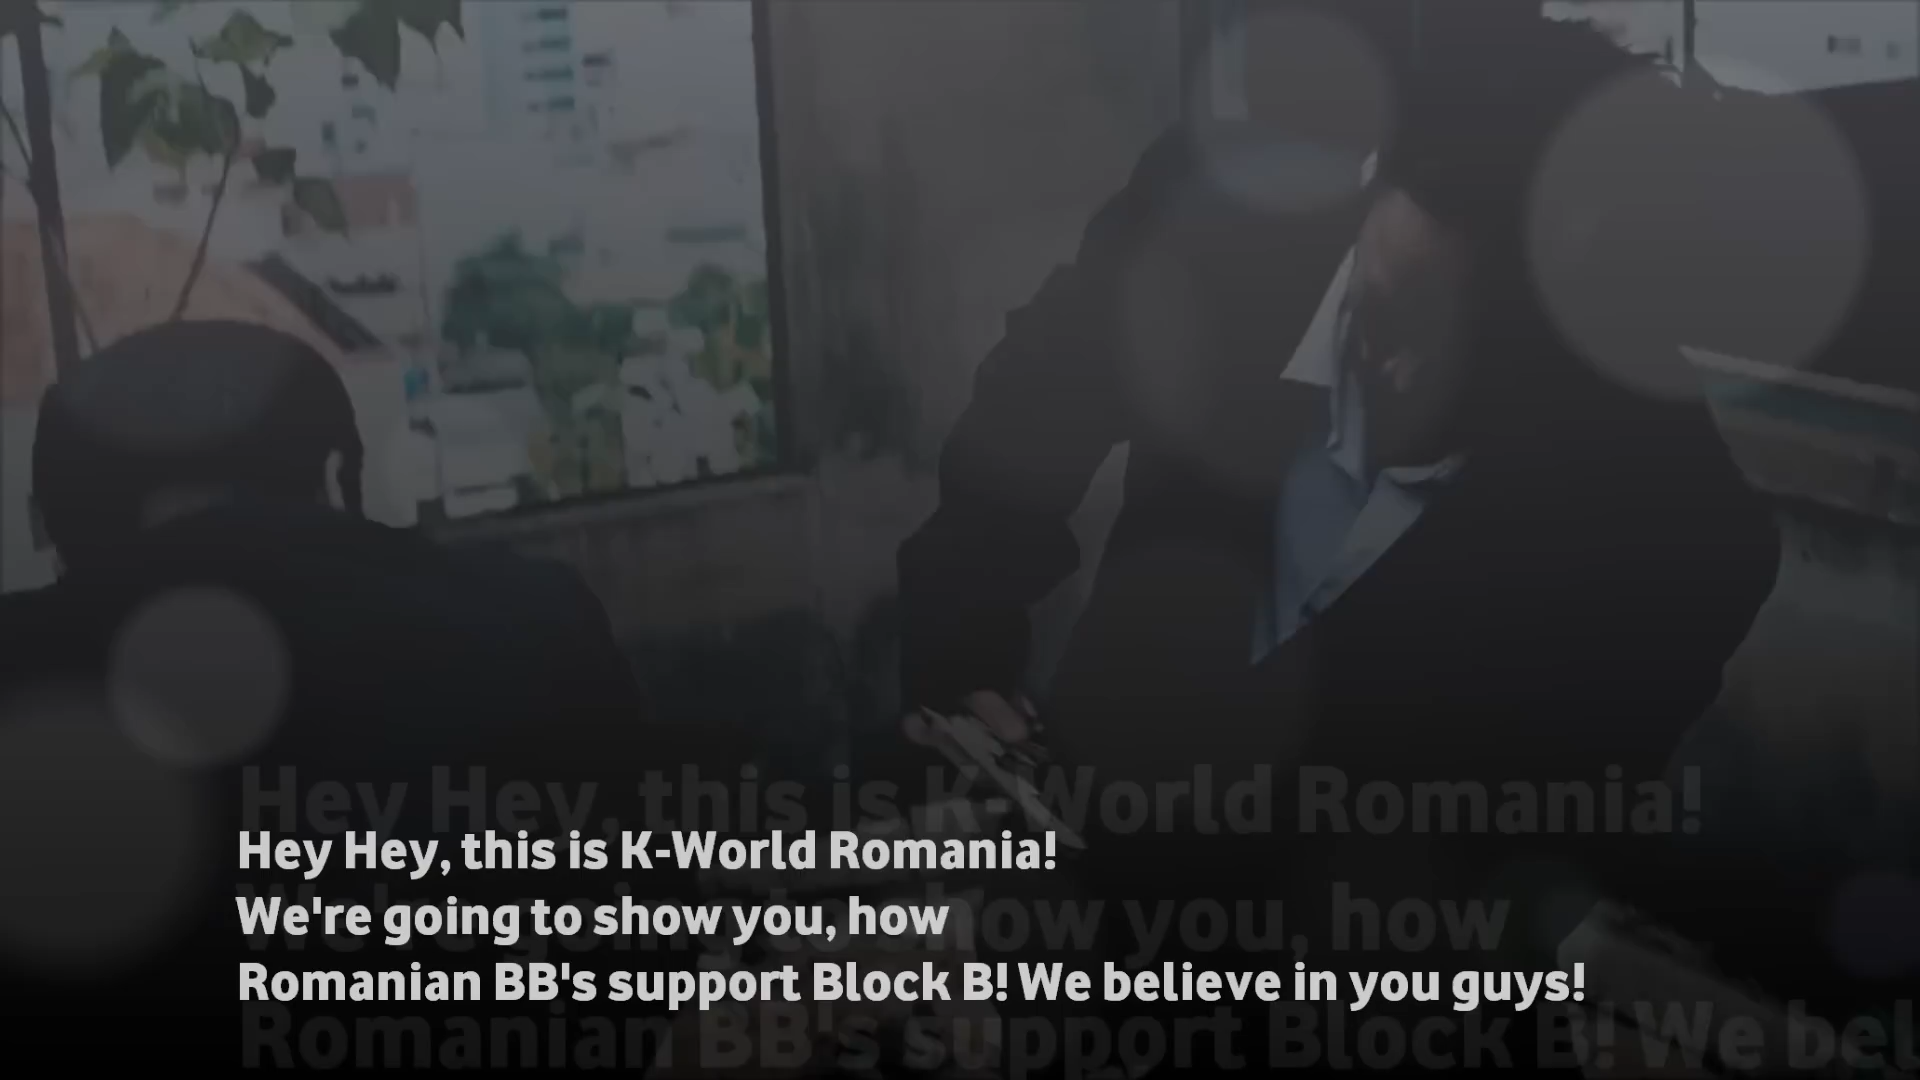 Hey Hey, this is K-World Romania!
We're going to show you, how
Romanian BB's support Block B! We believe in you guys!